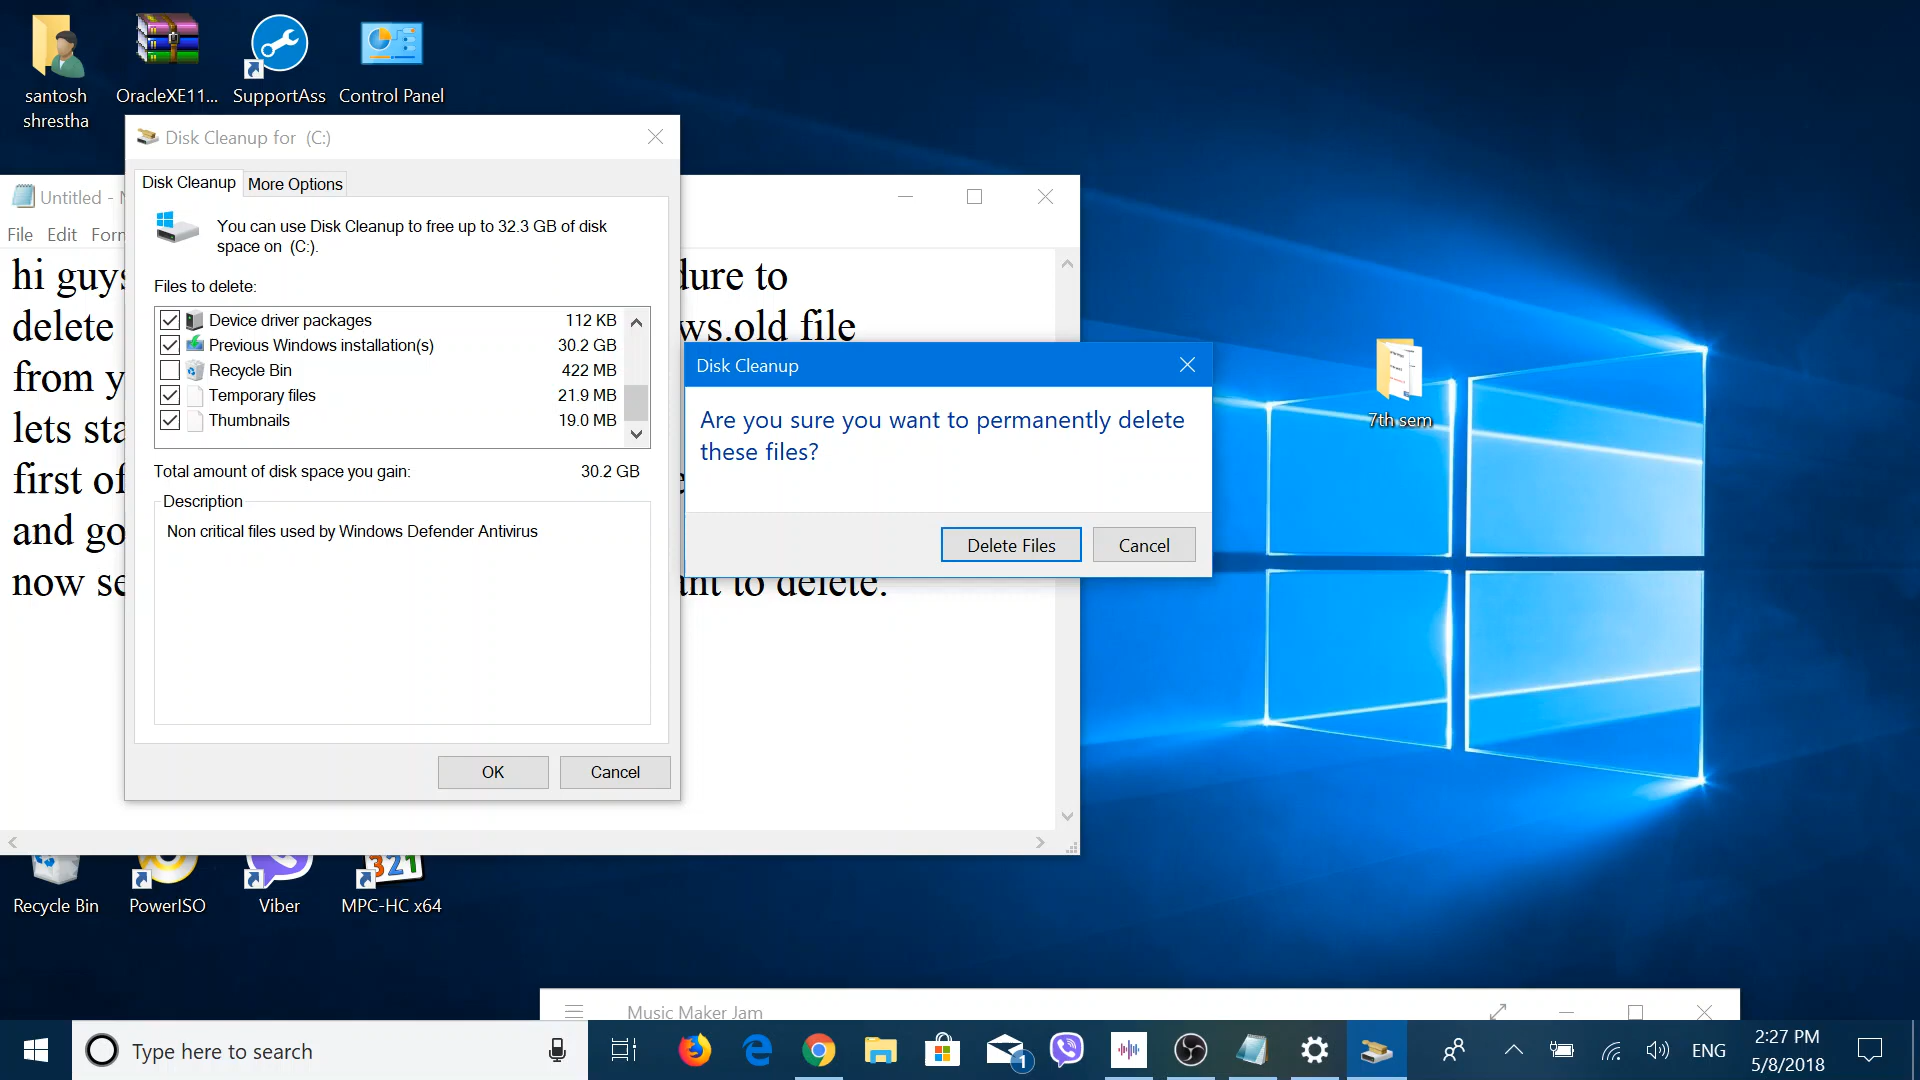 santosh
shrestha
OracleXE11...
SupportAss
Control Panel
Disk Cleanup for (C:)
Disk Cleanup
More Options
You can use Disk Cleanup to free up to 32.3 GB of disk
space on (C:).
Files to delete:
Device driver packages 112 KB
Previous Windows installation(s) 30.2 GB
Recycle Bin 422 MB
Temporary files 21.9 MB
Thumbnails 19.0 MB
Total amount of disk space you gain: 30.2 GB
Description
Non critical files used by Windows Defender Antivirus
OK
Cancel
Untitled -
File Edit Forn
hi guys dure to
delete ws.old file
from y
lets sta
first of
and go
now se ant to delete.
Disk Cleanup
Are you sure you want to permanently delete
these files?
Delete Files
Cancel
7th sem
321
Recycle Bin
PowerISO
Viber
MPC-HC x64
Music Maker Jam
Type here to search
1
ENG
2:27 PM
5/8/2018